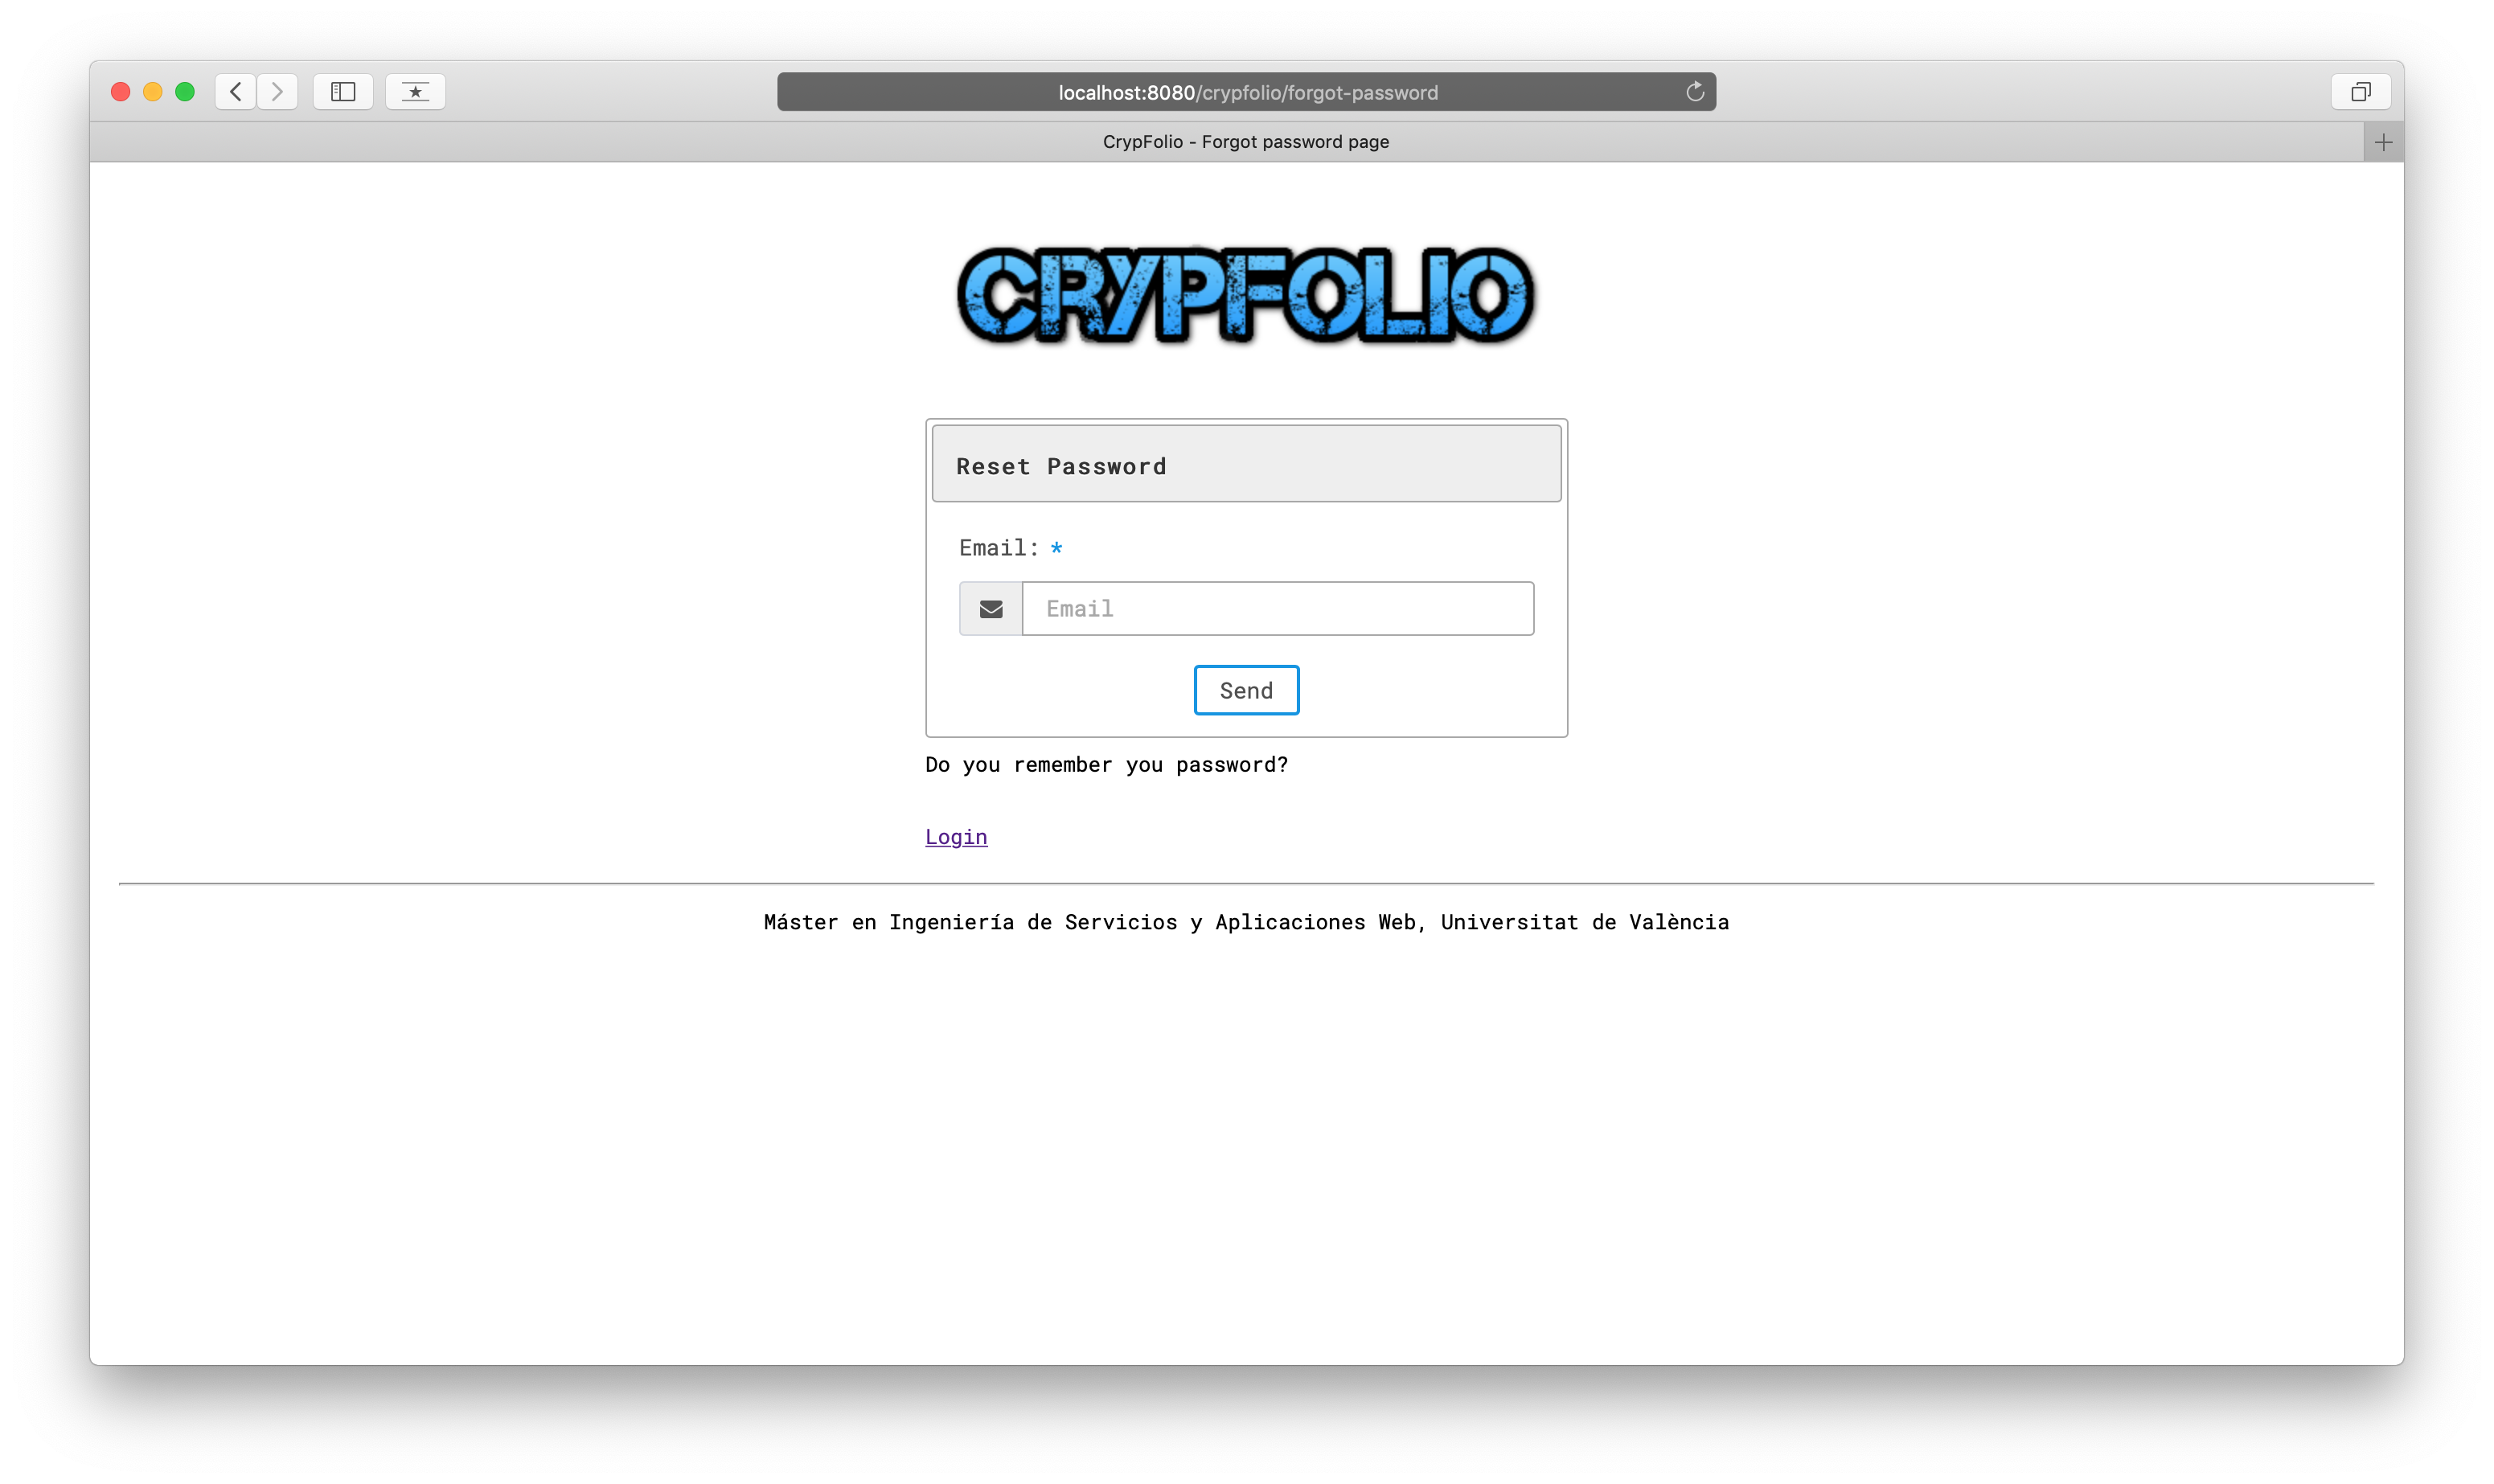 localhost:8080/crypfolio/forgot-password
CrypFolio - Forgot password page
CRYPFOLIO
Reset Password
Email: *
Email
Send
Do you remember you password?
Login
Máster en Ingeniería de Servicios y Aplicaciones Web, Universitat de València